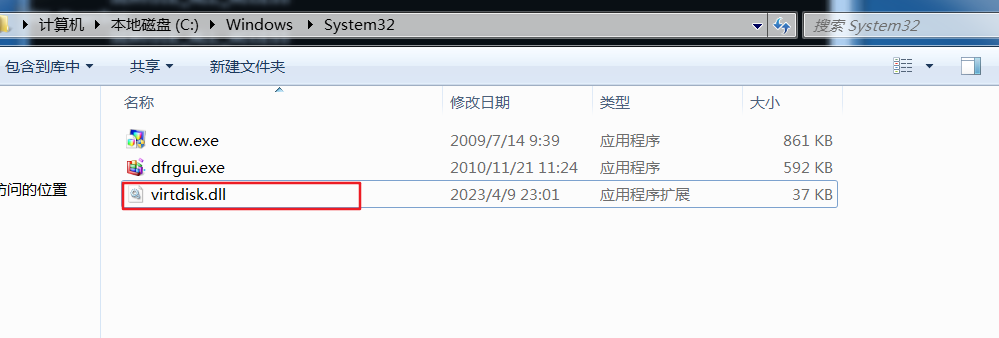 计算机 本地磁盘 (C:) Windows System32 搜索 System32
包含到库中 共享 新建文件夹
名称 修改日期 类型 大小
dccw.exe 2009/7/14 9:39 应用程序 861 KB
dfrgui.exe 2010/11/21 11:24 应用程序 592 KB
访问的位置
virtdisk.dll 2023/4/9 23:01 应用程序扩展 37 KB